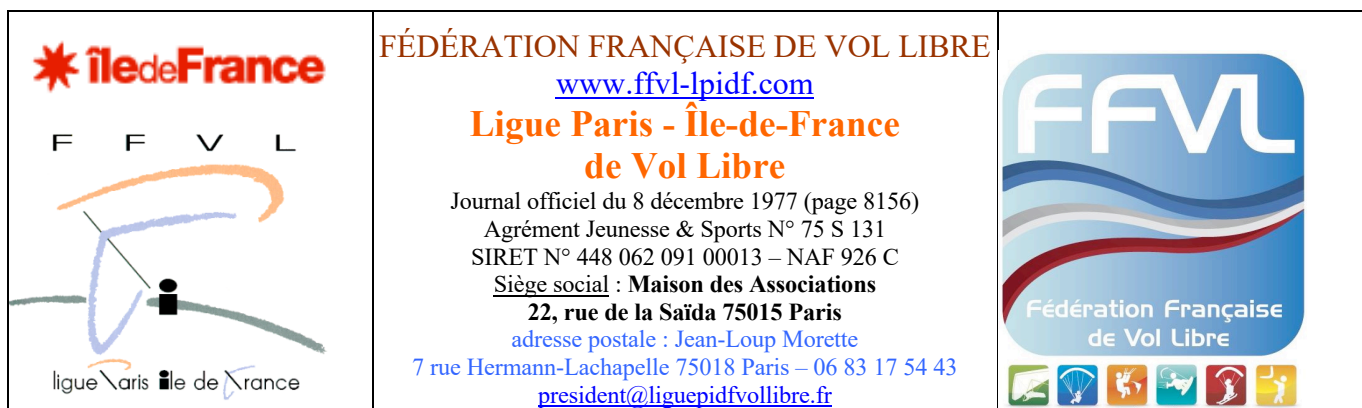 îledeFrance
F F V L
ligue Paris île de France
FÉDÉRATION FRANÇAISE DE VOL LIBRE
www.ffvl-lpidf.com
Ligue Paris - Île-de-France
de Vol Libre
Journal officiel du 8 décembre 1977 (page 8156)
Agrément Jeunesse & Sports N° 75 S 131
SIRET N° 448 062 091 00013 – NAF 926 C
Siège social : Maison des Associations
22, rue de la Saïda 75015 Paris
adresse postale : Jean-Loup Morette
7 rue Hermann-Lachapelle 75018 Paris – 06 83 17 54 43
president@liguepidfvollibre.fr
FFVL
Fédération Française
de Vol Libre